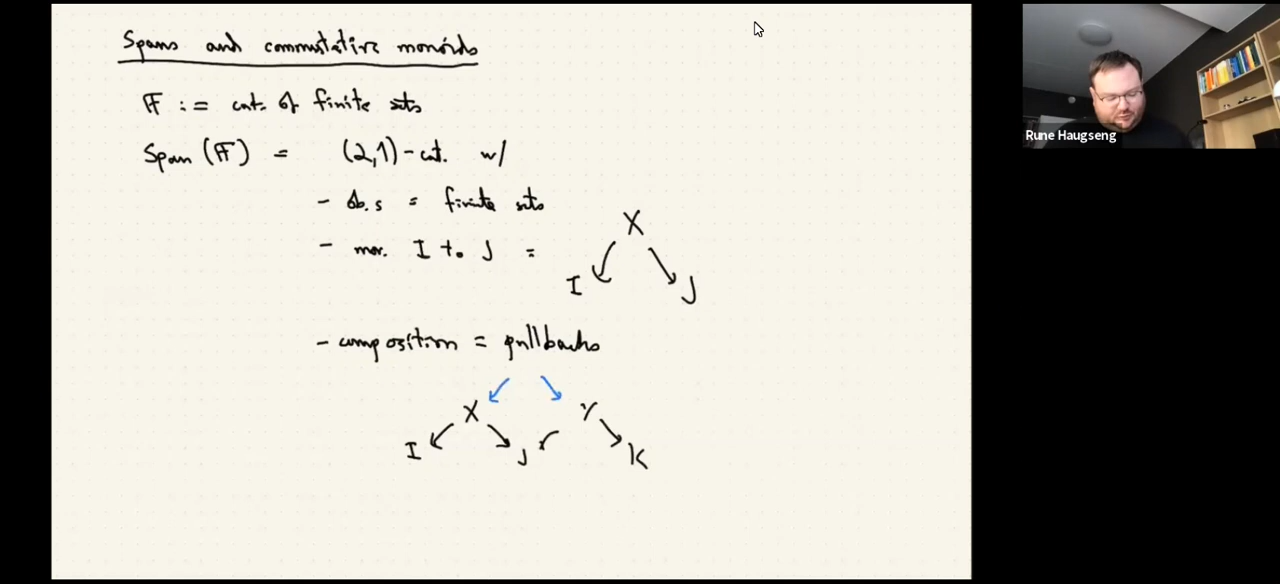 Spans and commutative monoids
𝔽 := cat. of finite sets
Span(𝔽) = (2,1)-cat. w/
- ob.s = finite sets
- mor. I to J =
X
I J
- composition = pullbacks
X Y
I J K
Rune Haugseng